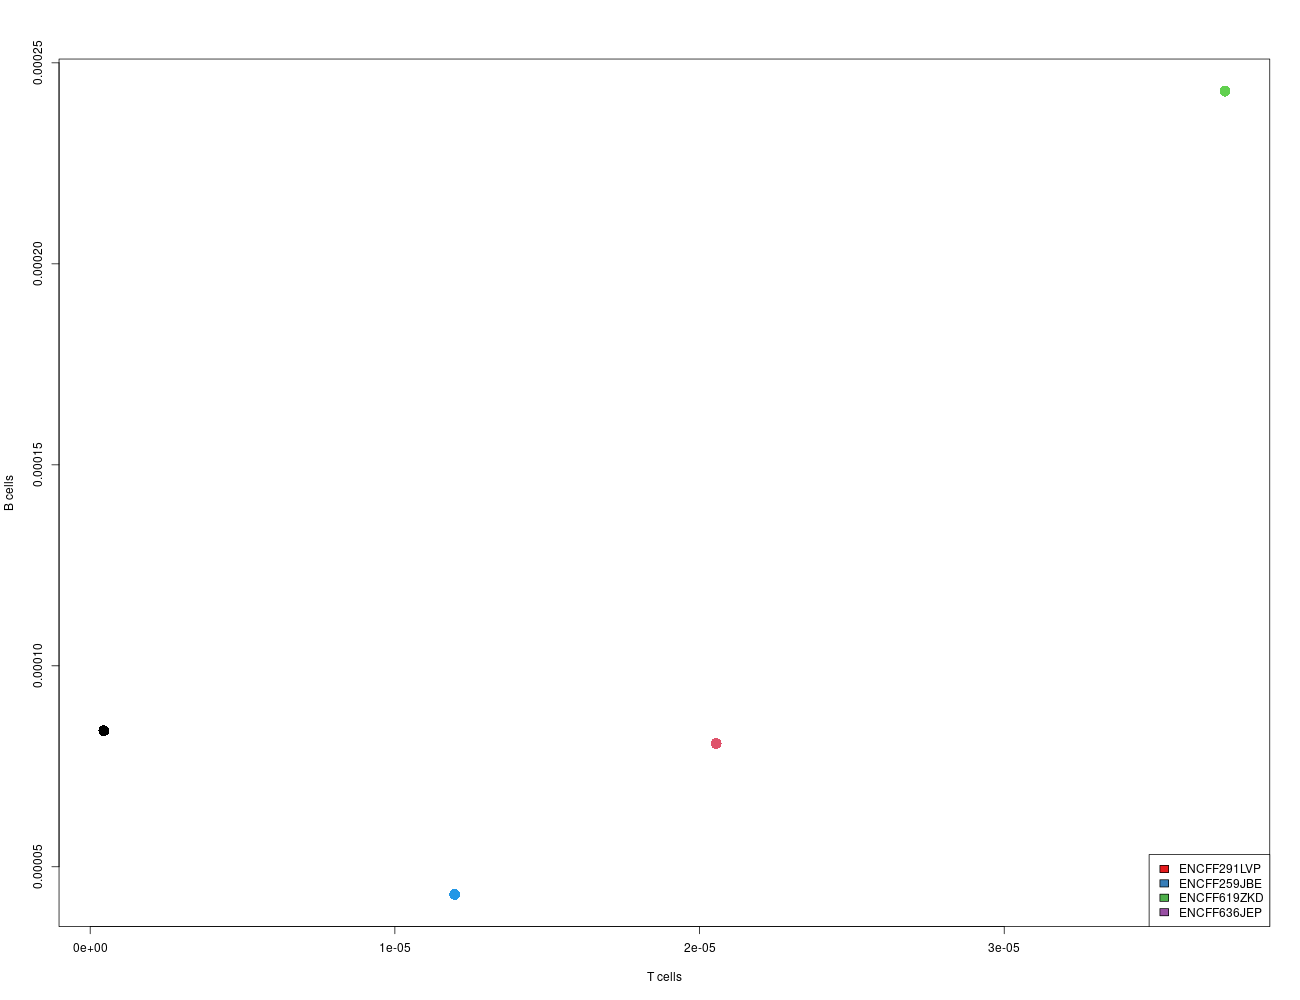 0.00025
0.00020
0.00015
0.00010
0.00005
B cells
0e+00
1e-05
2e-05
3e-05
T cells
ENCFF291LVP
ENCFF259JBE
ENCFF619ZKD
ENCFF636JEP